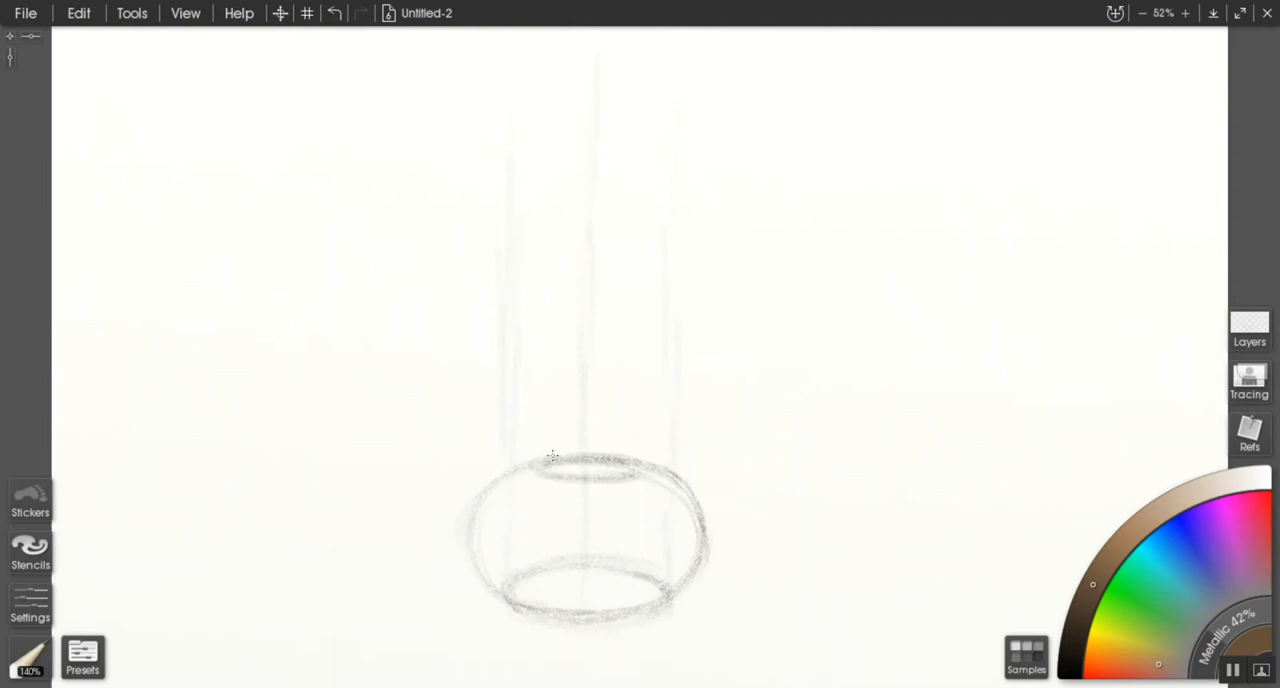 File Edit Tools View Help 6 Untitled-2 52%
Layers
Tracing
Refs
Stickers
Stencils
Settings
140%
Presets
Samples
Metallic 42%